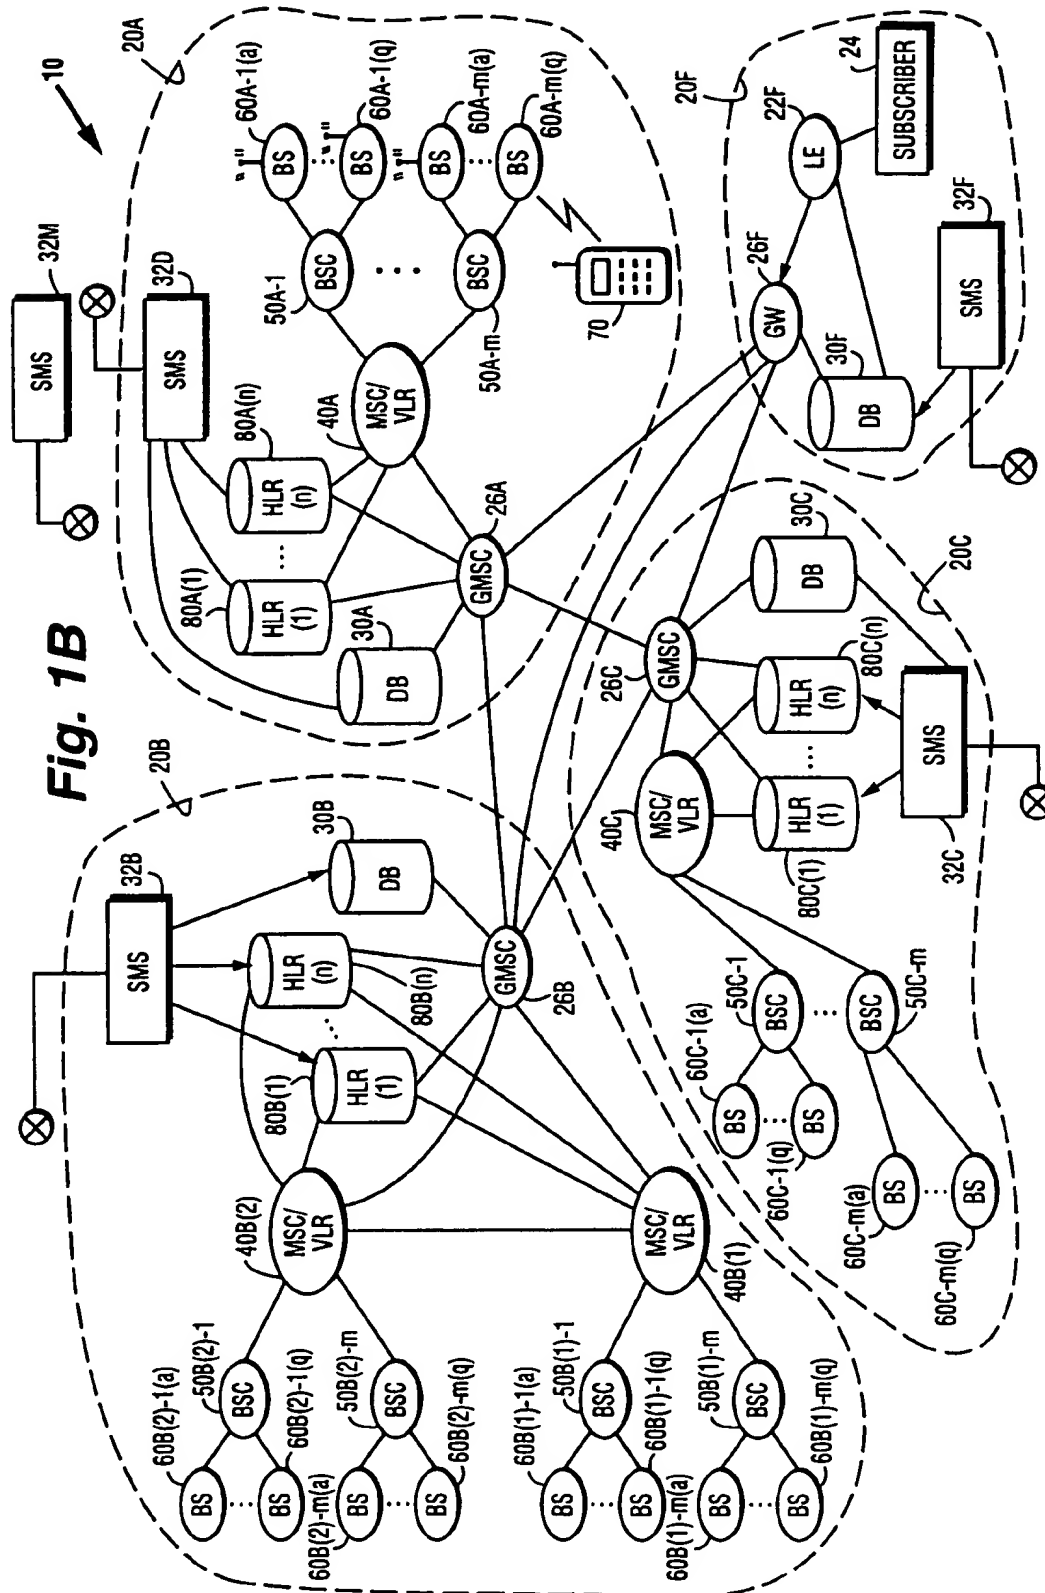 Fig. 1B
10
20B
32B
SMS
30B
DB
HLR
(n)
80B(n)
80B(1)
HLR
(1)
GMSC
26B
40B(2)
MSC/
VLR
MSC/
VLR
40B(1)
60B(2)-1(a)
50B(2)-1
BS
BSC
60B(2)-1(q)
BS
60B(2)-m(a)
50B(2)-m
BS
BSC
60B(2)-m(q)
BS
60B(1)-1(a)
50B(1)-1
BS
BSC
60B(1)-1(q)
BS
60B(1)-m(a)
50B(1)-m
BS
BSC
60B(1)-m(q)
BS
SMS
32M
20A
32D
SMS
80A(n)
HLR
(n)
80A(1)
HLR
(1)
30A
DB
40A
MSC/
VLR
26A
GMSC
50A-1
BSC
BSC
50A-m
60A-1(a)
BS
60A-1(q)
BS
60A-m(a)
BS
60A-m(q)
BS
70
26C
GMSC
30C
DB
20C
40C
MSC/
VLR
HLR
(n)
80C(n)
HLR
(1)
80C(1)
SMS
32C
50C-1
BSC
BSC
50C-m
60C-1(a)
BS
60C-1(q)
BS
60C-m(a)
BS
60C-m(q)
BS
20F
26F
GW
22F
LE
24
SUBSCRIBER
30F
DB
32F
SMS